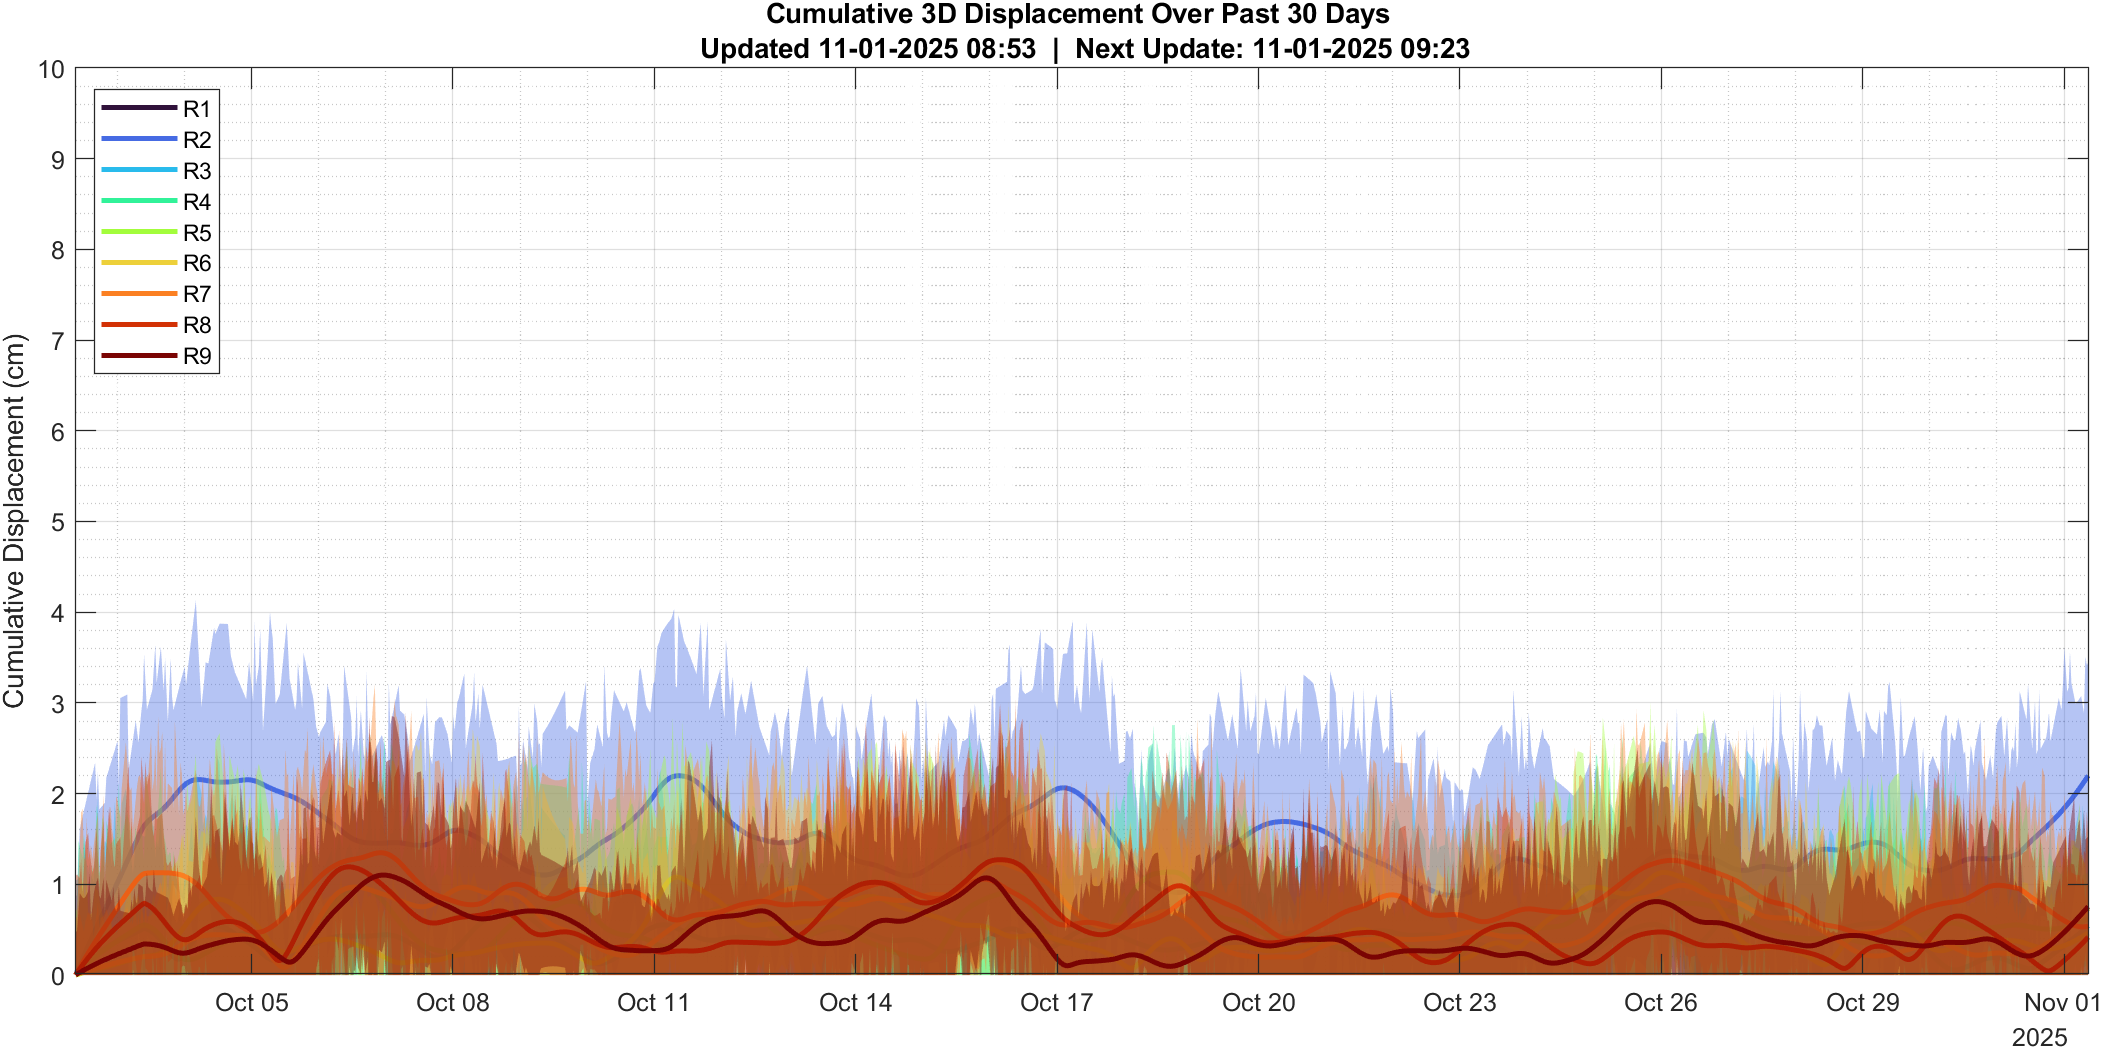 Cumulative 3D Displacement Over Past 30 Days
Updated 11-01-2025 08:53 | Next Update: 11-01-2025 09:23
Cumulative Displacement (cm)
10
9
8
7
6
5
4
3
2
1
0
R1
R2
R3
R4
R5
R6
R7
R8
R9
Oct 05 Oct 08 Oct 11 Oct 14 Oct 17 Oct 20 Oct 23 Oct 26 Oct 29 Nov 01
2025